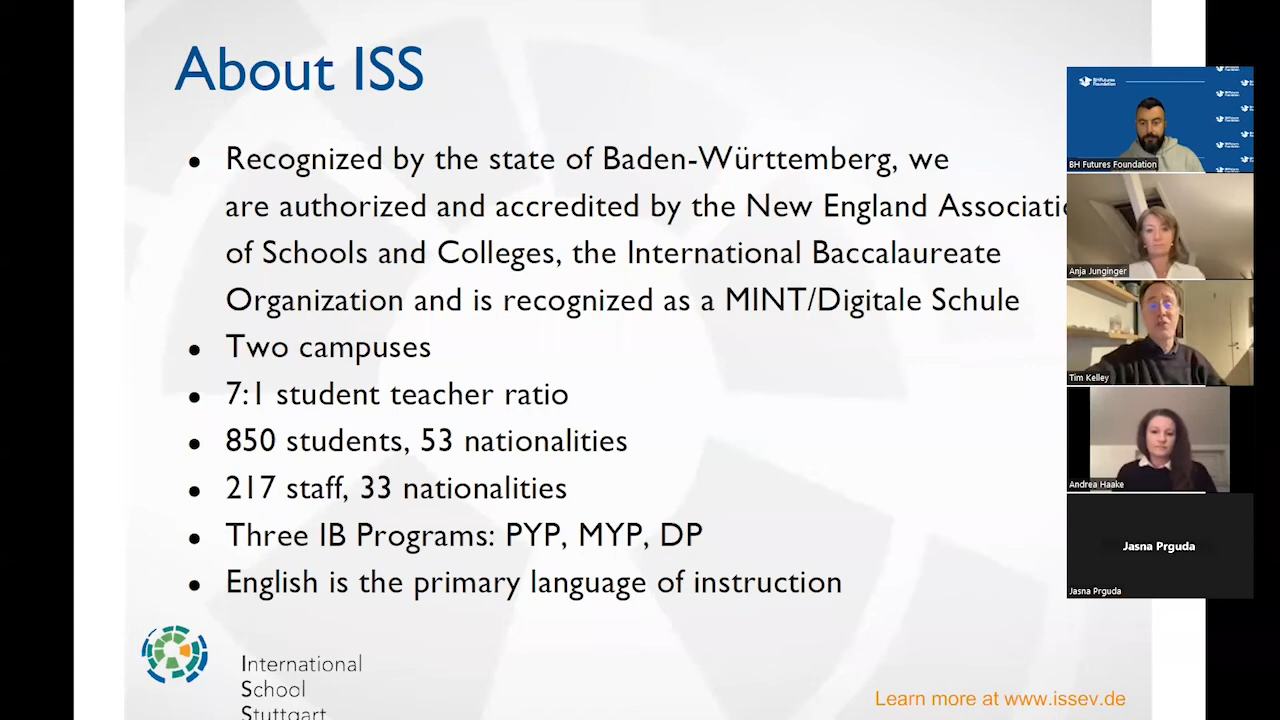 About ISS
• Recognized by the state of Baden-Württemberg, we
are authorized and accredited by the New England Associati
of Schools and Colleges, the International Baccalaureate
Organization and is recognized as a MINT/Digitale Schule
• Two campuses
• 7:1 student teacher ratio
• 850 students, 53 nationalities
• 217 staff, 33 nationalities
• Three IB Programs: PYP, MYP, DP
• English is the primary language of instruction
International
School
Stuttgart
Learn more at www.issev.de
BH Futures
Foundation
BH Futures Foundation
Anja Junginger
Tim Kelley
Andrea Haake
Jasna Prguda
Jasna Prguda